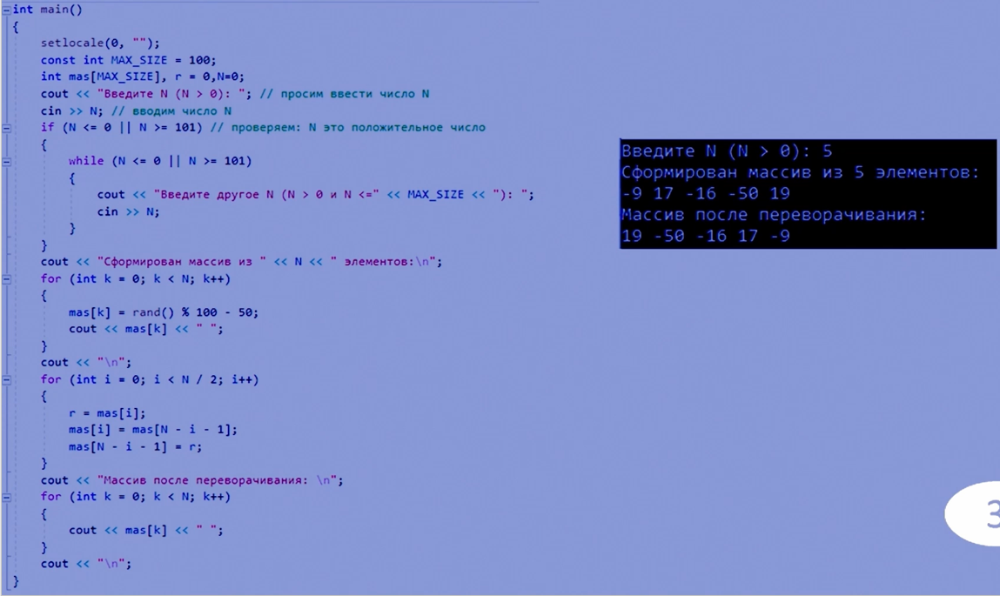 int main()
{
setlocale(0, "");
const int MAX_SIZE = 100;
int mas[MAX_SIZE], r = 0,N=0;
cout << "Введите N (N > 0): "; // просим ввести число N
cin >> N; // вводим число N
if (N <= 0 || N >= 101) // проверяем: N это положительное число
{
while (N <= 0 || N >= 101)
{
cout << "Введите другое N (N > 0 и N <=" << MAX_SIZE << "): ";
cin >> N;
}
}
cout << "Сформирован массив из " << N << " элементов:\n";
for (int k = 0; k < N; k++)
{
mas[k] = rand() % 100 - 50;
cout << mas[k] << " ";
}
cout << "\n";
for (int i = 0; i < N / 2; i++)
{
r = mas[i];
mas[i] = mas[N - i - 1];
mas[N - i - 1] = r;
}
cout << "Массив после переворачивания: \n";
for (int k = 0; k < N; k++)
{
cout << mas[k] << " ";
}
cout << "\n";
}
Введите N (N > 0): 5
Сформирован массив из 5 элементов:
-9 17 -16 -50 19
Массив после переворачивания:
19 -50 -16 17 -9
3